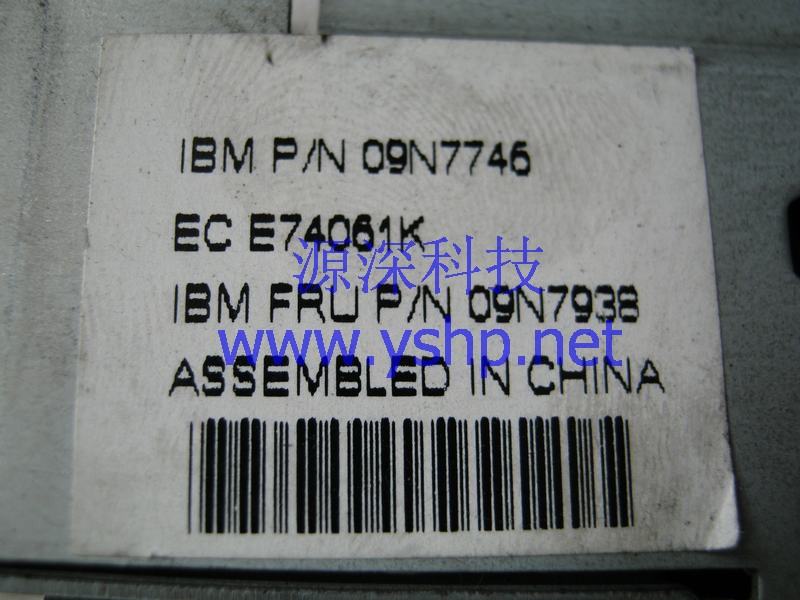 IBM P/N 09N7746
EC E74061K
源深科技
IBM FRU P/N 09N7938
www.yshp.net
ASSEMBLED IN CHINA